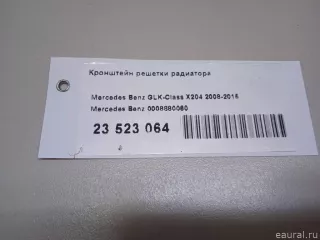 Кронштейн решетки радиатора
Mercedes Benz GLK-Class X204 2008-2015
Mercedes Benz 0008880060
23 523 064
eaural.ru